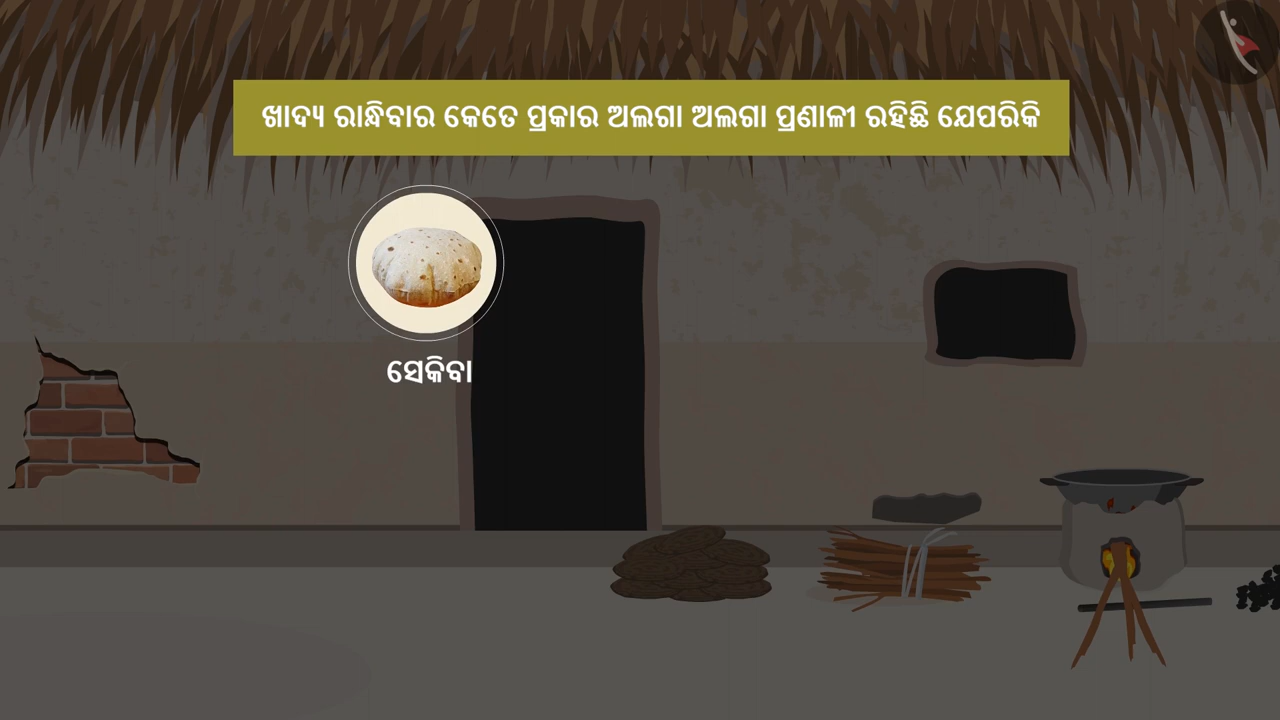 ଖାଦ୍ୟ ରାନ୍ଧିବାର କେତେ ପ୍ରକାର ଅଲଗା ଅଲଗା ପ୍ରଣାଳୀ ରହିଛି ଯେପରିକି
ସେକିବା